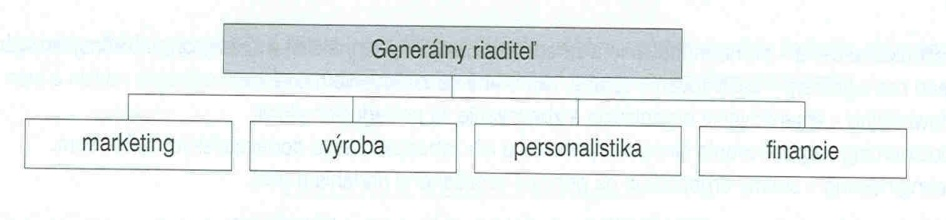 Generálny riaditeľ
marketing výroba personalistika financie